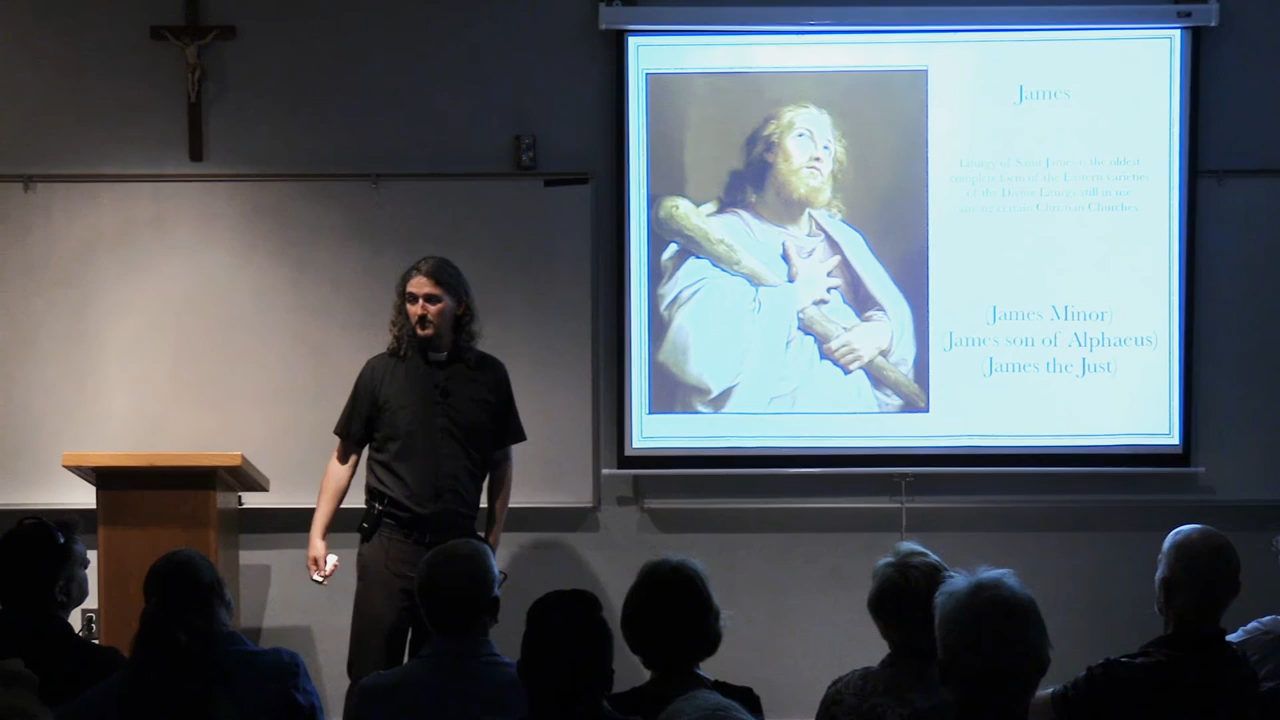 James
Liturgy of Saint James is the oldest
complete form of the Eastern varieties
of the Divine Liturgy still in use
among certain Christian Churches.
(James Minor)
(James son of Alphaeus)
(James the Just)